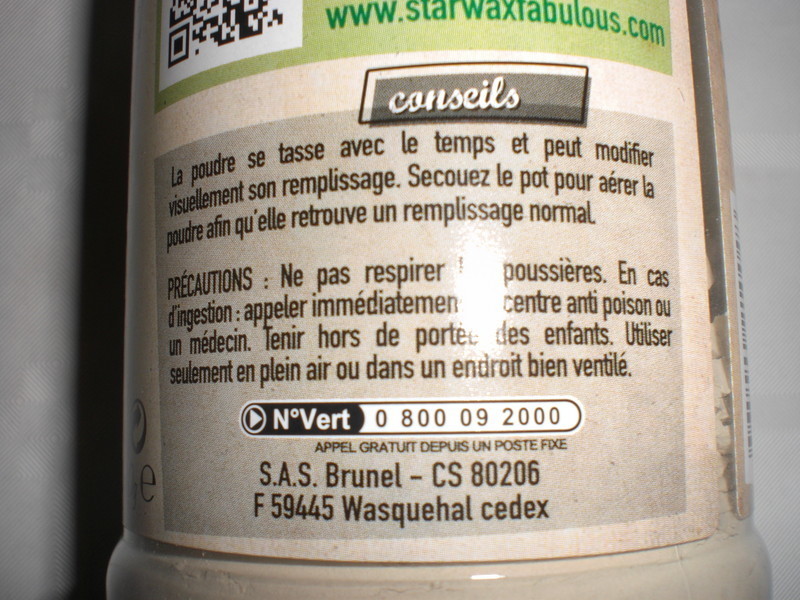 www.starwaxfabulous.com
conseils
La poudre se tasse avec le temps et peut modifier
visuellement son remplissage. Secouez le pot pour aérer la
poudre afin qu'elle retrouve un remplissage normal.
PRÉCAUTIONS : Ne pas respirer poussières. En cas
d'ingestion : appeler immédiatemen centre anti poison ou
un médecin. Tenir hors de portée des enfants. Utiliser
seulement en plein air ou dans un endroit bien ventilé.
N°Vert 0 800 09 2000
APPEL GRATUIT DEPUIS UN POSTE FIXE
S.A.S. Brunel - CS 80206
F 59445 Wasquehal cedex
e